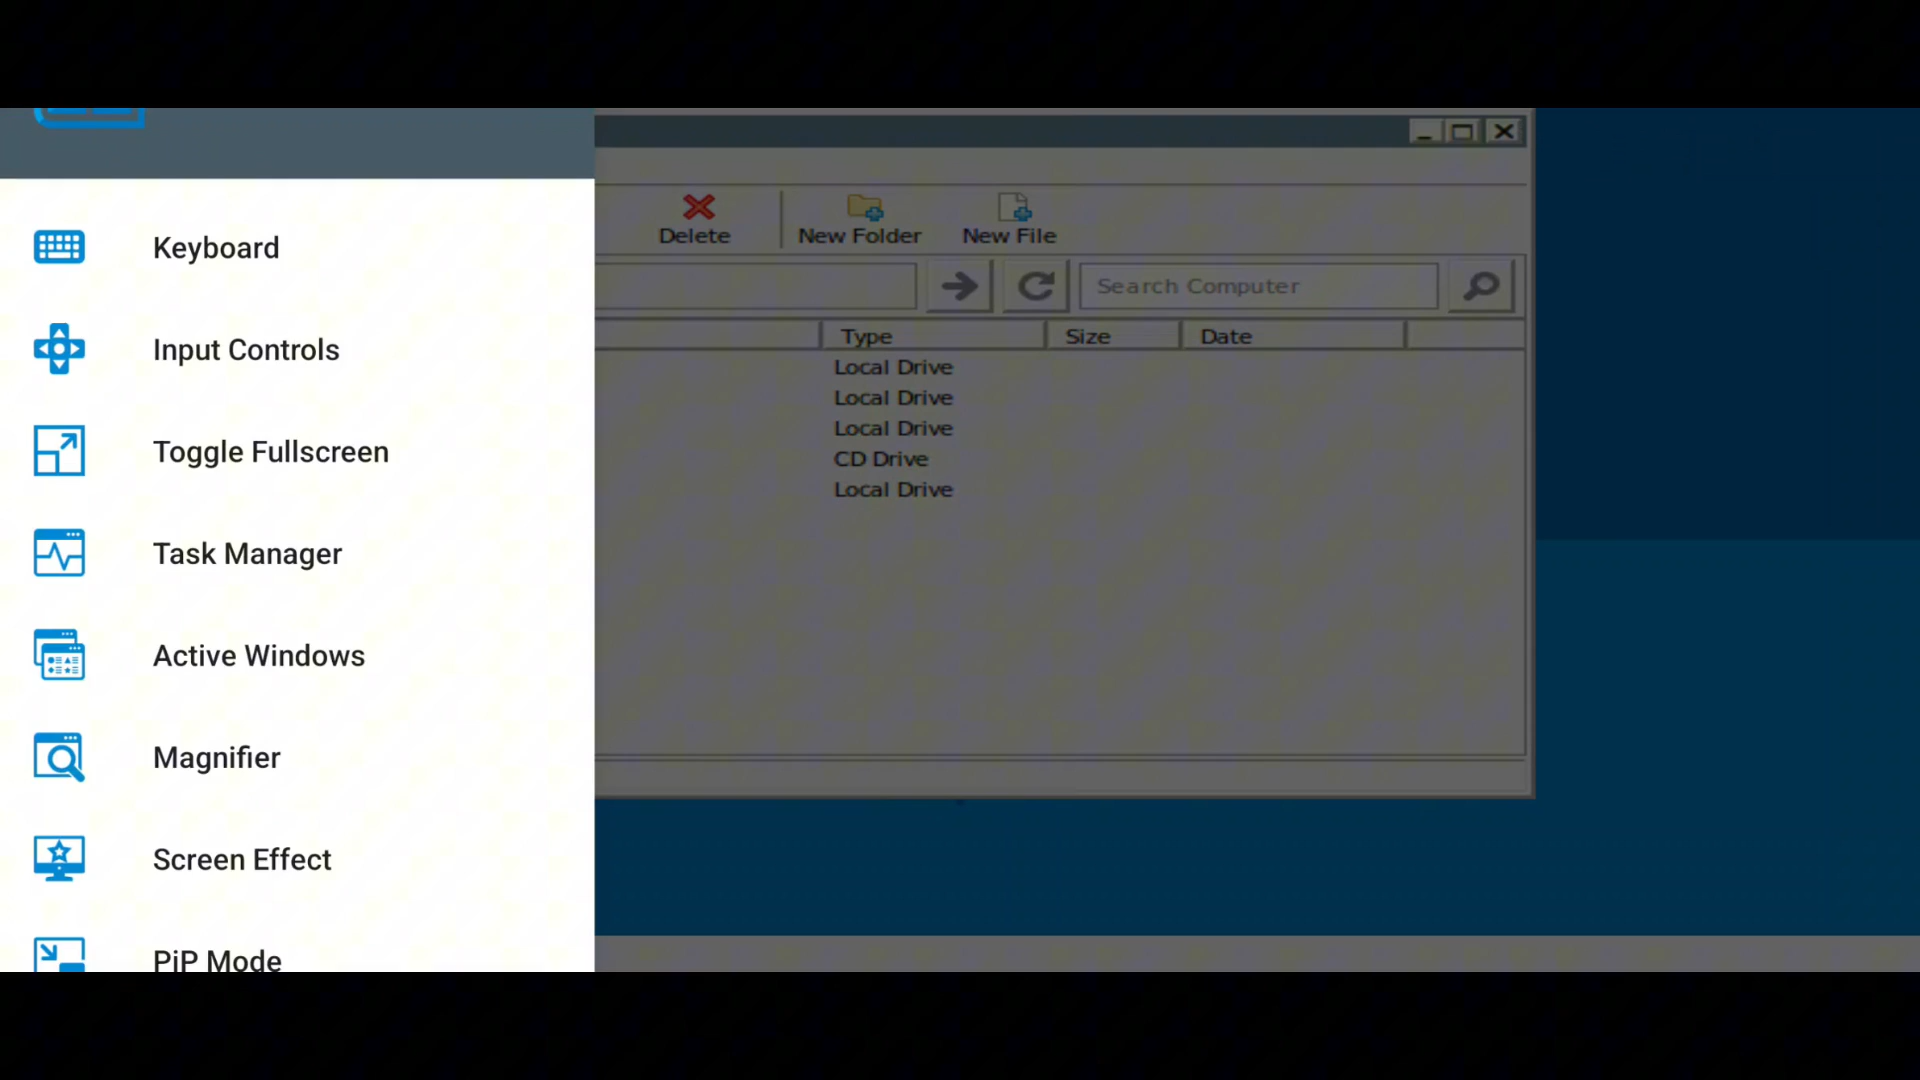 Keyboard
Input Controls
Toggle Fullscreen
Task Manager
Active Windows
Magnifier
Screen Effect
PiP Mode
Delete
New Folder
New File
Search Computer
Type Size Date
Local Drive
Local Drive
Local Drive
CD Drive
Local Drive